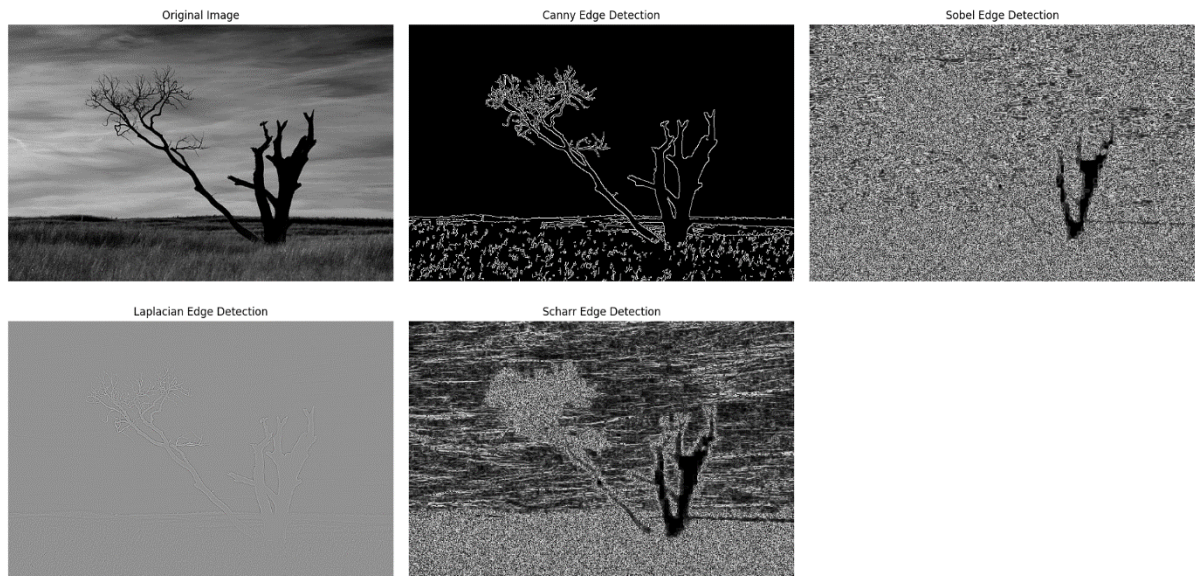 Original Image
Canny Edge Detection
Sobel Edge Detection
Laplacian Edge Detection
Scharr Edge Detection